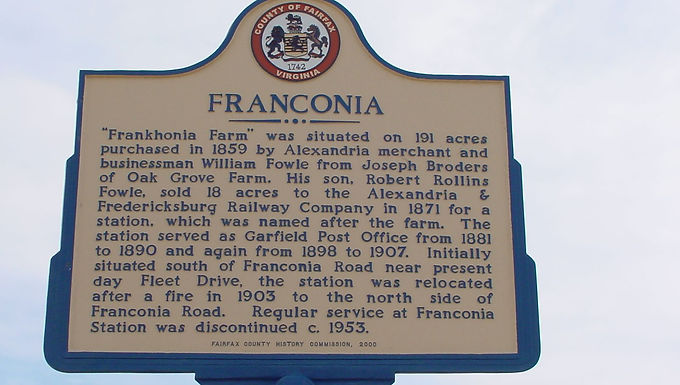 COUNTY OF FAIRFAX
1742
VIRGINIA
FRANCONIA
"Frankhonia Farm" was situated on 191 acres
purchased in 1859 by Alexandria merchant and
businessman William Fowle from Joseph Broders
of Oak Grove Farm. His son, Robert Rollins
Fowle, sold 18 acres to the Alexandria &
Fredericksburg Railway Company in 1871 for a
station, which was named after the farm. The
station served as Garfield Post Office from 1881
to 1890 and again from 1898 to 1907. Initially
situated south of Franconia Road near present
day Fleet Drive, the station was relocated
after a fire in 1903 to the north side of
Franconia Road. Regular service at Franconia
Station was discontinued c. 1953.
FAIRFAX COUNTY HISTORY COMMISSION, 2000